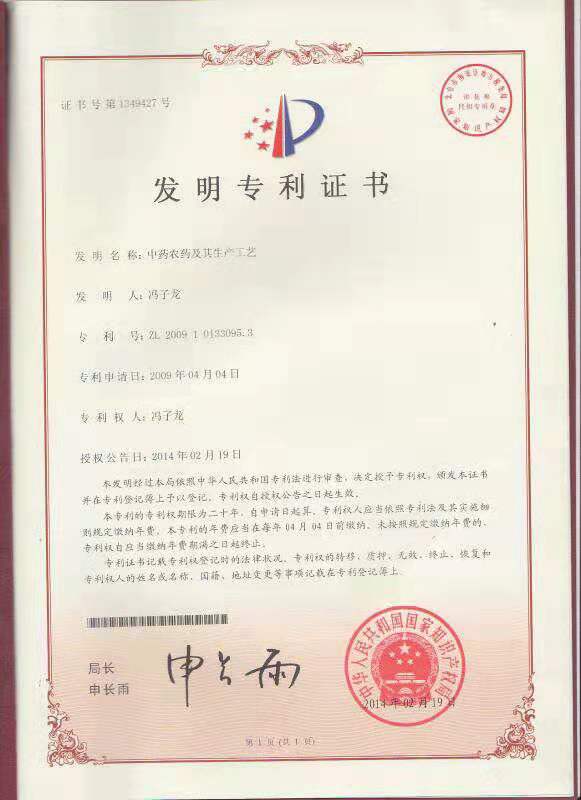 证书号第1349427号
发明专利证书
发明名称：中药农药及其生产工艺
发明人：冯子龙
专利号：ZL 2009 1 0133095.3
专利申请日：2009年04月04日
专利权人：冯子龙
授权公告日：2014年02月19日
本发明经过本局依照中华人民共和国专利法进行审查，决定授予专利权，颁发本证书
并在专利登记簿上予以登记。专利权自授权公告之日起生效。
本专利的专利权期限为二十年，自申请日起算。专利权人应当依照专利法及其实施细
则规定缴纳年费。本专利的年费应当在每年04月04日前缴纳。未按照规定缴纳年费的，
专利权自应当缴纳年费期满之日起终止。
专利证书记载专利权登记时的法律状况。专利权的转移、质押、无效、终止、恢复和
专利权人的姓名或名称、国籍、地址变更等事项记载在专利登记簿上。
局长
申长雨
申长雨
中华人民共和国国家知识产权局
2014年02月19日
第1页（共1页）